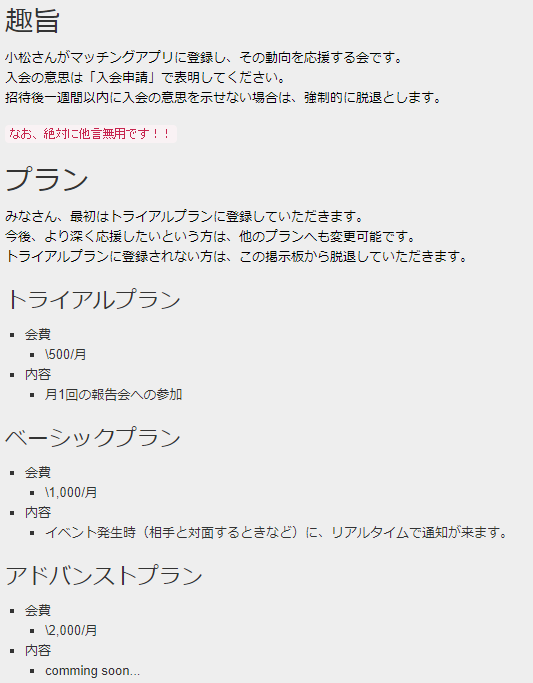 趣旨
小松さんがマッチングアプリに登録し、その動向を応援する会です。
入会の意思は「入会申請」で表明してください。
招待後一週間以内に入会の意思を示せない場合は、強制的に脱退とします。
なお、絶対に他言無用です！！
プラン
みなさん、最初はトライアルプランに登録していただきます。
今後、より深く応援したいという方は、他のプランへも変更可能です。
トライアルプランに登録されない方は、この掲示板から脱退していただきます。
トライアルプラン
会費
\500/月
内容
月1回の報告会への参加
ベーシックプラン
会費
\1,000/月
内容
イベント発生時（相手と対面するときなど）に、リアルタイムで通知が来ます。
アドバンストプラン
会費
\2,000/月
内容
comming soon...